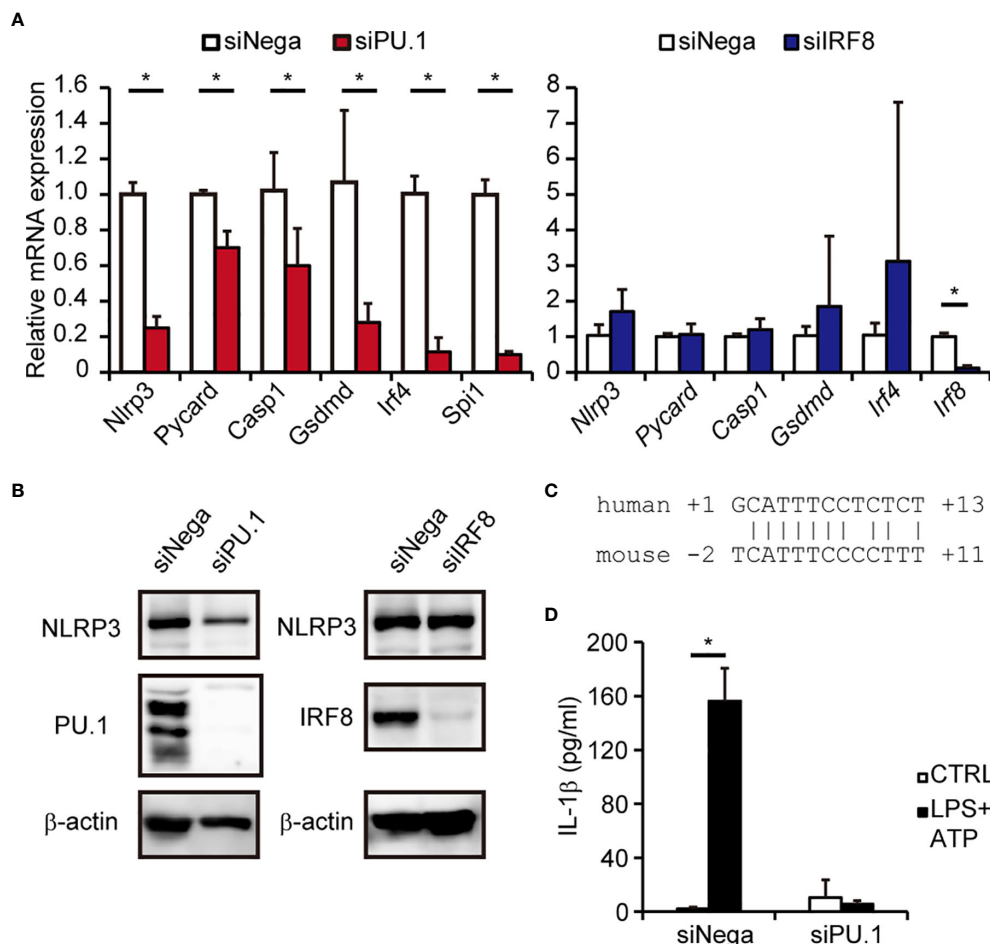 A
siNega siPU.1
siNega siIRF8
Relative mRNA expression
1.6
1.4
1.2
1.0
0.8
0.6
0.4
0.2
0
* * * * * *
Nlrp3 Pycard Casp1 Gsdmd Irf4 Spi1
8
7
6
5
4
3
2
1
0
*
Nlrp3 Pycard Casp1 Gsdmd Irf4 Irf8
B
siNega siPU.1
NLRP3
PU.1
β-actin
siNega siIRF8
NLRP3
IRF8
β-actin
C
human +1 GCATTTCCTCTCT +13
mouse -2 TCATTTCCCCTTT +11
D
IL-1β (pg/ml)
200
160
120
80
40
0
*
siNega siPU.1
CTRL
LPS+
ATP